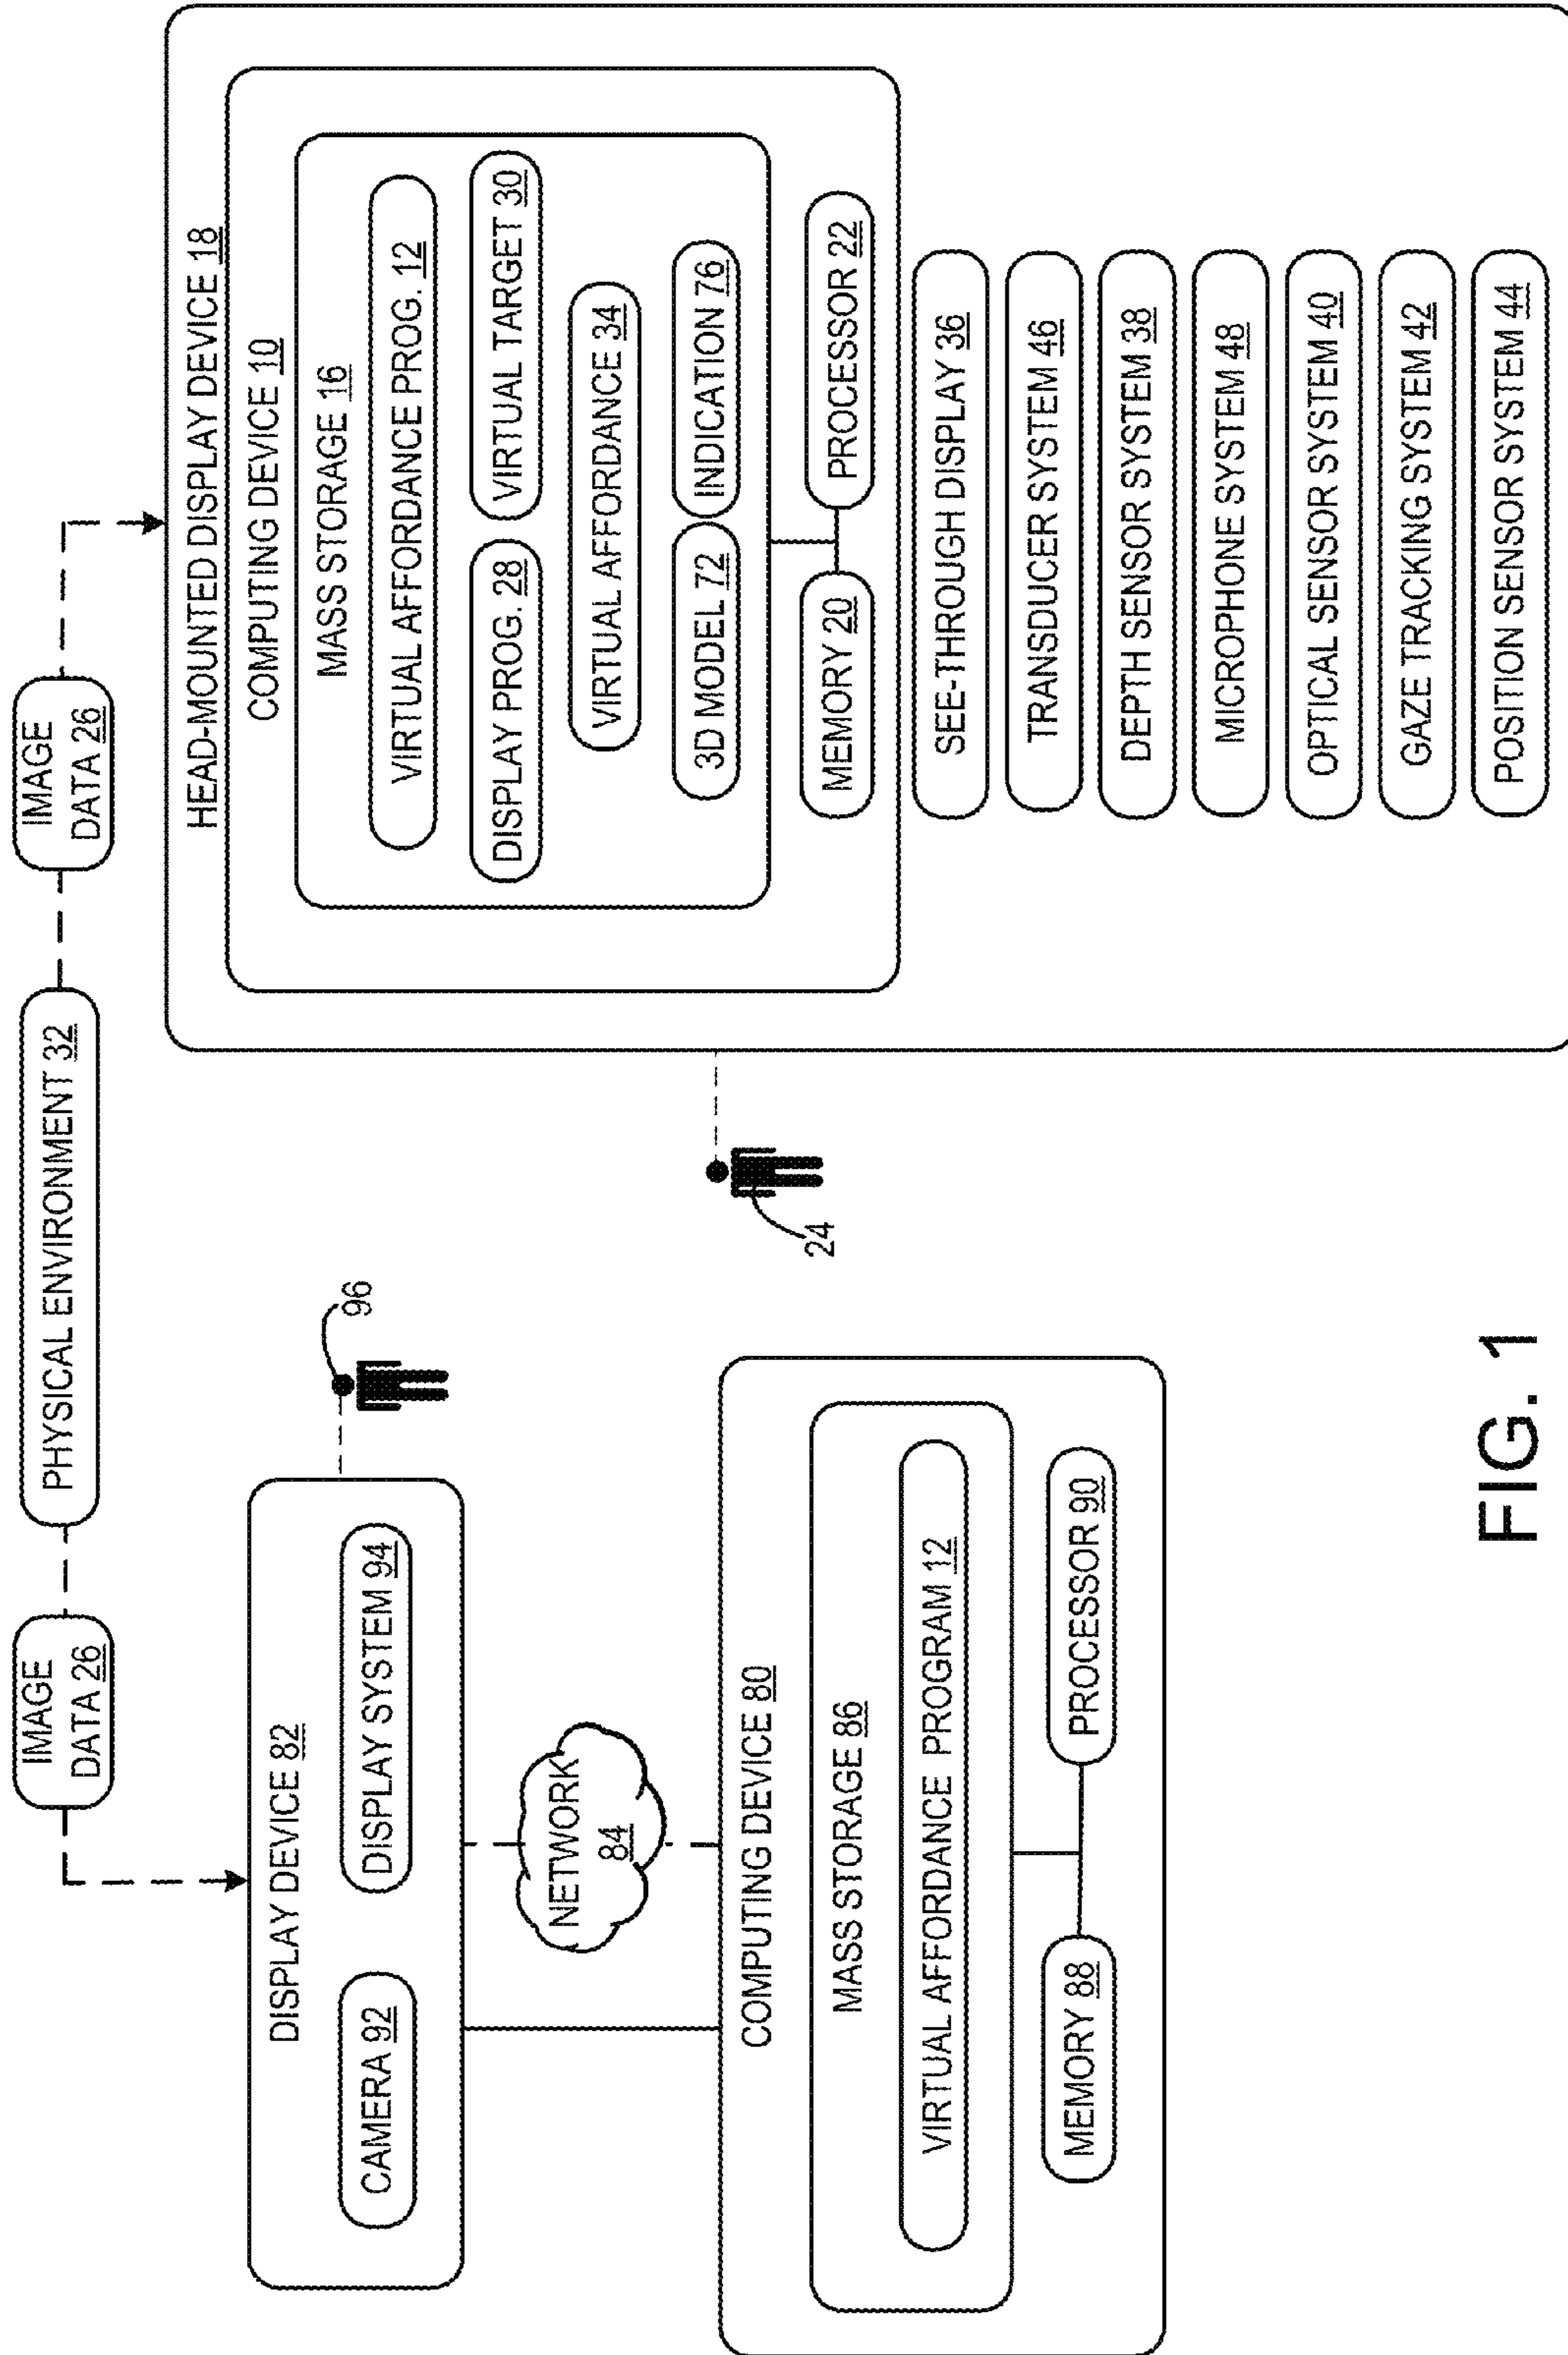 IMAGE
DATA 26
PHYSICAL ENVIRONMENT 32
IMAGE
DATA 26
DISPLAY DEVICE 82
CAMERA 92
DISPLAY SYSTEM 94
96
NETWORK
84
COMPUTING DEVICE 80
MASS STORAGE 86
VIRTUAL AFFORDANCE PROGRAM 12
MEMORY 88
PROCESSOR 90
24
HEAD-MOUNTED DISPLAY DEVICE 18
COMPUTING DEVICE 10
MASS STORAGE 16
VIRTUAL AFFORDANCE PROG. 12
DISPLAY PROG. 28
VIRTUAL TARGET 30
VIRTUAL AFFORDANCE 34
3D MODEL 72
INDICATION 76
MEMORY 20
PROCESSOR 22
SEE-THROUGH DISPLAY 36
TRANSDUCER SYSTEM 46
DEPTH SENSOR SYSTEM 38
MICROPHONE SYSTEM 48
OPTICAL SENSOR SYSTEM 40
GAZE TRACKING SYSTEM 42
POSITION SENSOR SYSTEM 44
FIG. 1